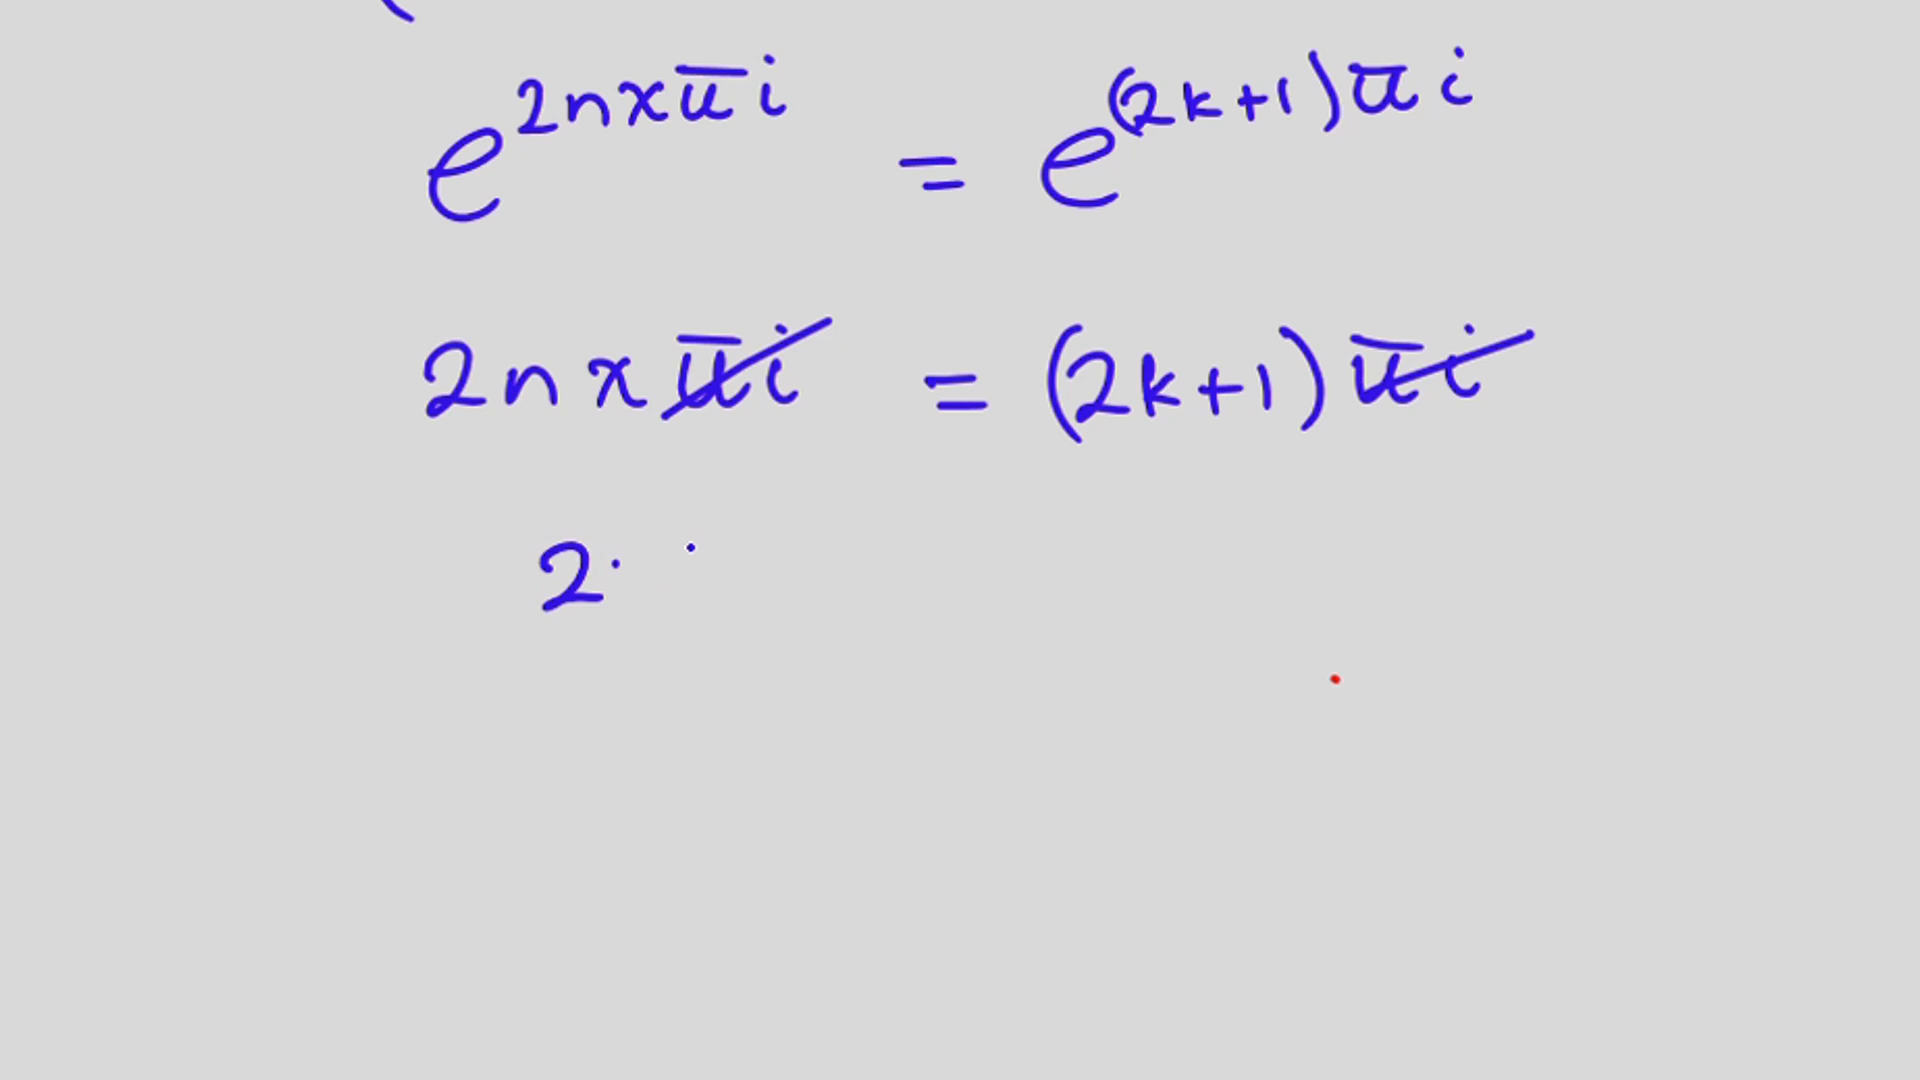 e^{2nxπi} = e^{(2k+1)πi}
2nxπi = (2k+1)πi
2·